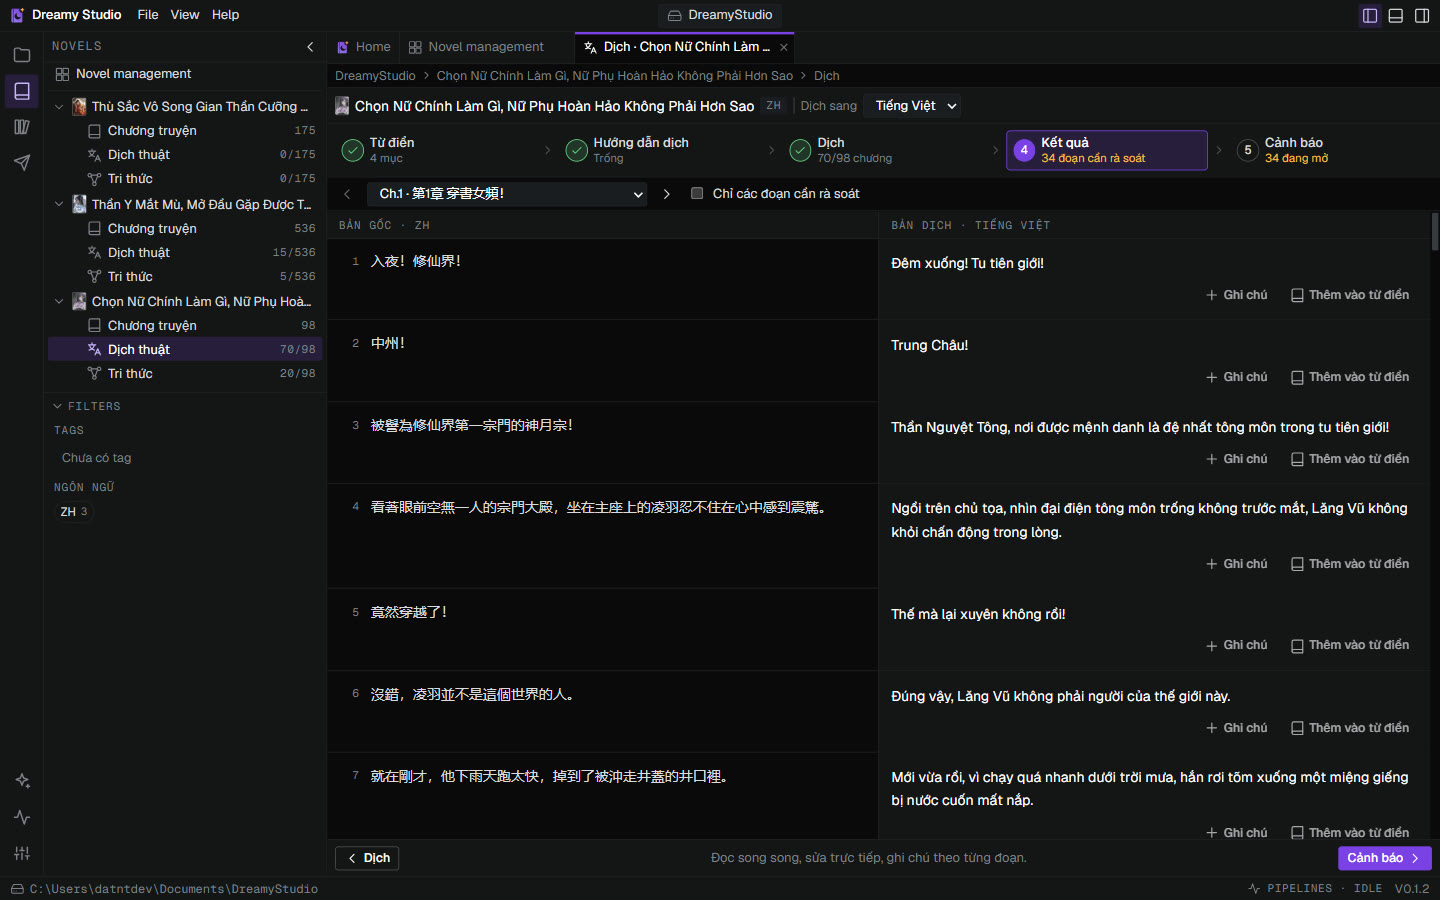 Dreamy Studio File View Help
DreamyStudio
NOVELS
Novel management
Thù Sắc Vô Song Gian Thần Cưỡng ...
Chương truyện 175
Dịch thuật 0/175
Tri thức 0/175
Thần Y Mắt Mù, Mở Đầu Gặp Được T...
Chương truyện 536
Dịch thuật 15/536
Tri thức 5/536
Chọn Nữ Chính Làm Gì, Nữ Phụ Hoà...
Chương truyện 98
Dịch thuật 70/98
Tri thức 20/98
FILTERS
TAGS
Chưa có tag
NGÔN NGỮ
ZH 3
Home
Novel management
Dịch · Chọn Nữ Chính Làm ...
DreamyStudio > Chọn Nữ Chính Làm Gì, Nữ Phụ Hoàn Hảo Không Phải Hơn Sao > Dịch
Chọn Nữ Chính Làm Gì, Nữ Phụ Hoàn Hảo Không Phải Hơn Sao ZH Dịch sang Tiếng Việt
Từ điển
4 mục
Hướng dẫn dịch
Trống
Dịch
70/98 chương
4 Kết quả
34 đoạn cần rà soát
5 Cảnh báo
34 đang mở
Ch.1 · 第1章 穿書女頻！
Chỉ các đoạn cần rà soát
BẢN GỐC · ZH
BẢN DỊCH · TIẾNG VIỆT
1 入夜！修仙界！
Đêm xuống! Tu tiên giới!
Ghi chú Thêm vào từ điển
2 中州！
Trung Châu!
Ghi chú Thêm vào từ điển
3 被譽為修仙界第一宗門的神月宗！
Thần Nguyệt Tông, nơi được mệnh danh là đệ nhất tông môn trong tu tiên giới!
Ghi chú Thêm vào từ điển
4 看著眼前空無一人的宗門大殿，坐在主座上的凌羽忍不住在心中感到震驚。
Ngồi trên chủ tọa, nhìn đại điện tông môn trống không trước mắt, Lăng Vũ không
khỏi chấn động trong lòng.
Ghi chú Thêm vào từ điển
5 竟然穿越了！
Thế mà lại xuyên không rồi!
Ghi chú Thêm vào từ điển
6 沒錯，凌羽並不是這個世界的人。
Đúng vậy, Lăng Vũ không phải người của thế giới này.
Ghi chú Thêm vào từ điển
7 就在剛才，他下雨天跑太快，掉到了被沖走井蓋的井口裡。
Mới vừa rồi, vì chạy quá nhanh dưới trời mưa, hắn rơi tõm xuống một miệng giếng
bị nước cuốn mất nắp.
Ghi chú Thêm vào từ điển
Dịch
Đọc song song, sửa trực tiếp, ghi chú theo từng đoạn.
Cảnh báo
C:\Users\datntdev\Documents\DreamyStudio
PIPELINES · IDLE V0.1.2